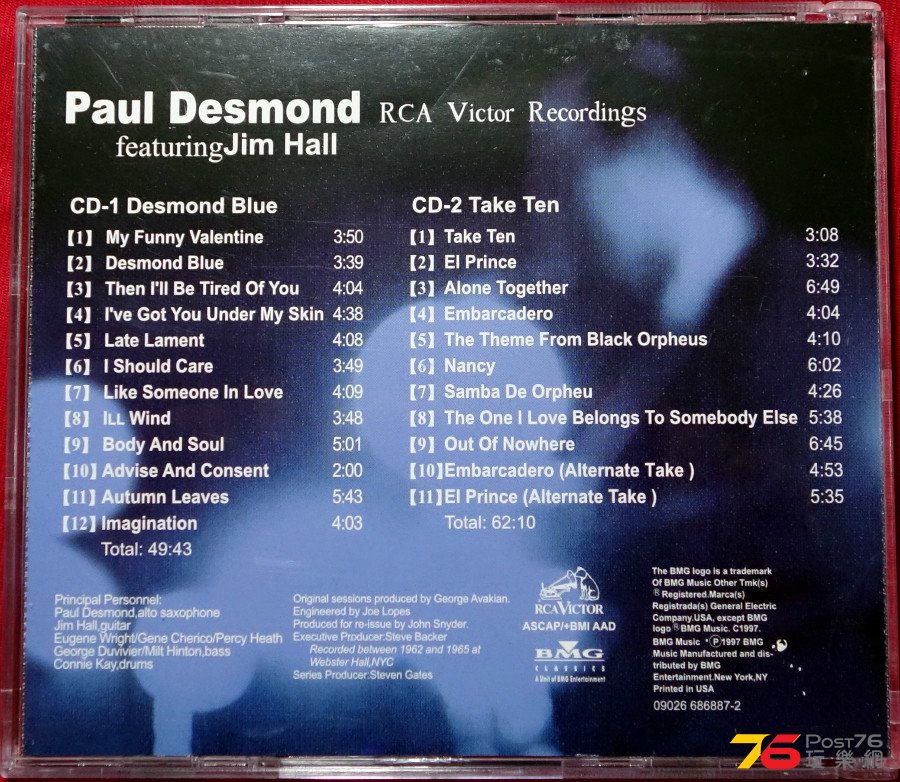 Paul Desmond RCA Victor Recordings
featuring Jim Hall
CD-1 Desmond Blue
【1】 My Funny Valentine 3:50
【2】 Desmond Blue 3:39
【3】 Then I'll Be Tired Of You 4:04
【4】 I've Got You Under My Skin 4:38
【5】 Late Lament 4:08
【6】 I Should Care 3:49
【7】 Like Someone In Love 4:09
【8】 ILL Wind 3:48
【9】 Body And Soul 5:01
【10】 Advise And Consent 2:00
【11】 Autumn Leaves 5:43
【12】 Imagination 4:03
Total: 49:43
CD-2 Take Ten
【1】 Take Ten 3:08
【2】 El Prince 3:32
【3】 Alone Together 6:49
【4】 Embarcadero 4:04
【5】 The Theme From Black Orpheus 4:10
【6】 Nancy 6:02
【7】 Samba De Orpheu 4:26
【8】 The One I Love Belongs To Somebody Else 5:38
【9】 Out Of Nowhere 6:45
【10】 Embarcadero (Alternate Take ) 4:53
【11】 El Prince (Alternate Take ) 5:35
Total: 62:10
Principal Personnel:
Paul Desmond,alto saxophone
Jim Hall,guitar
Eugene Wright/Gene Cherico/Percy Heath
George Duvivier/Milt Hinton,bass
Connie Kay,drums
Original sessions produced by George Avakian.
Engineered by Joe Lopes
Produced for re-issue by John Snyder.
Executive Producer:Steve Backer
Recorded between 1962 and 1965 at
Webster Hall,NYC
Series Producer:Steven Gates
RCAVICTOR
ASCAP/+BMI AAD
BMG
CLASSICS
A Unit of BMG Entertainment
The BMG logo is a trademark
Of BMG Music Other Tmk(s)
®Registered.Marca(s)
Registrada(s) General Electric
Company.USA, except BMG
logo ®BMG Music. C1997.
BMG Music ℗1997 BMG
Music Manufactured and dis-
tributed by BMG
Entertainment.New York,NY
Printed in USA
09026 686887-2
76 POST76
玩樂網